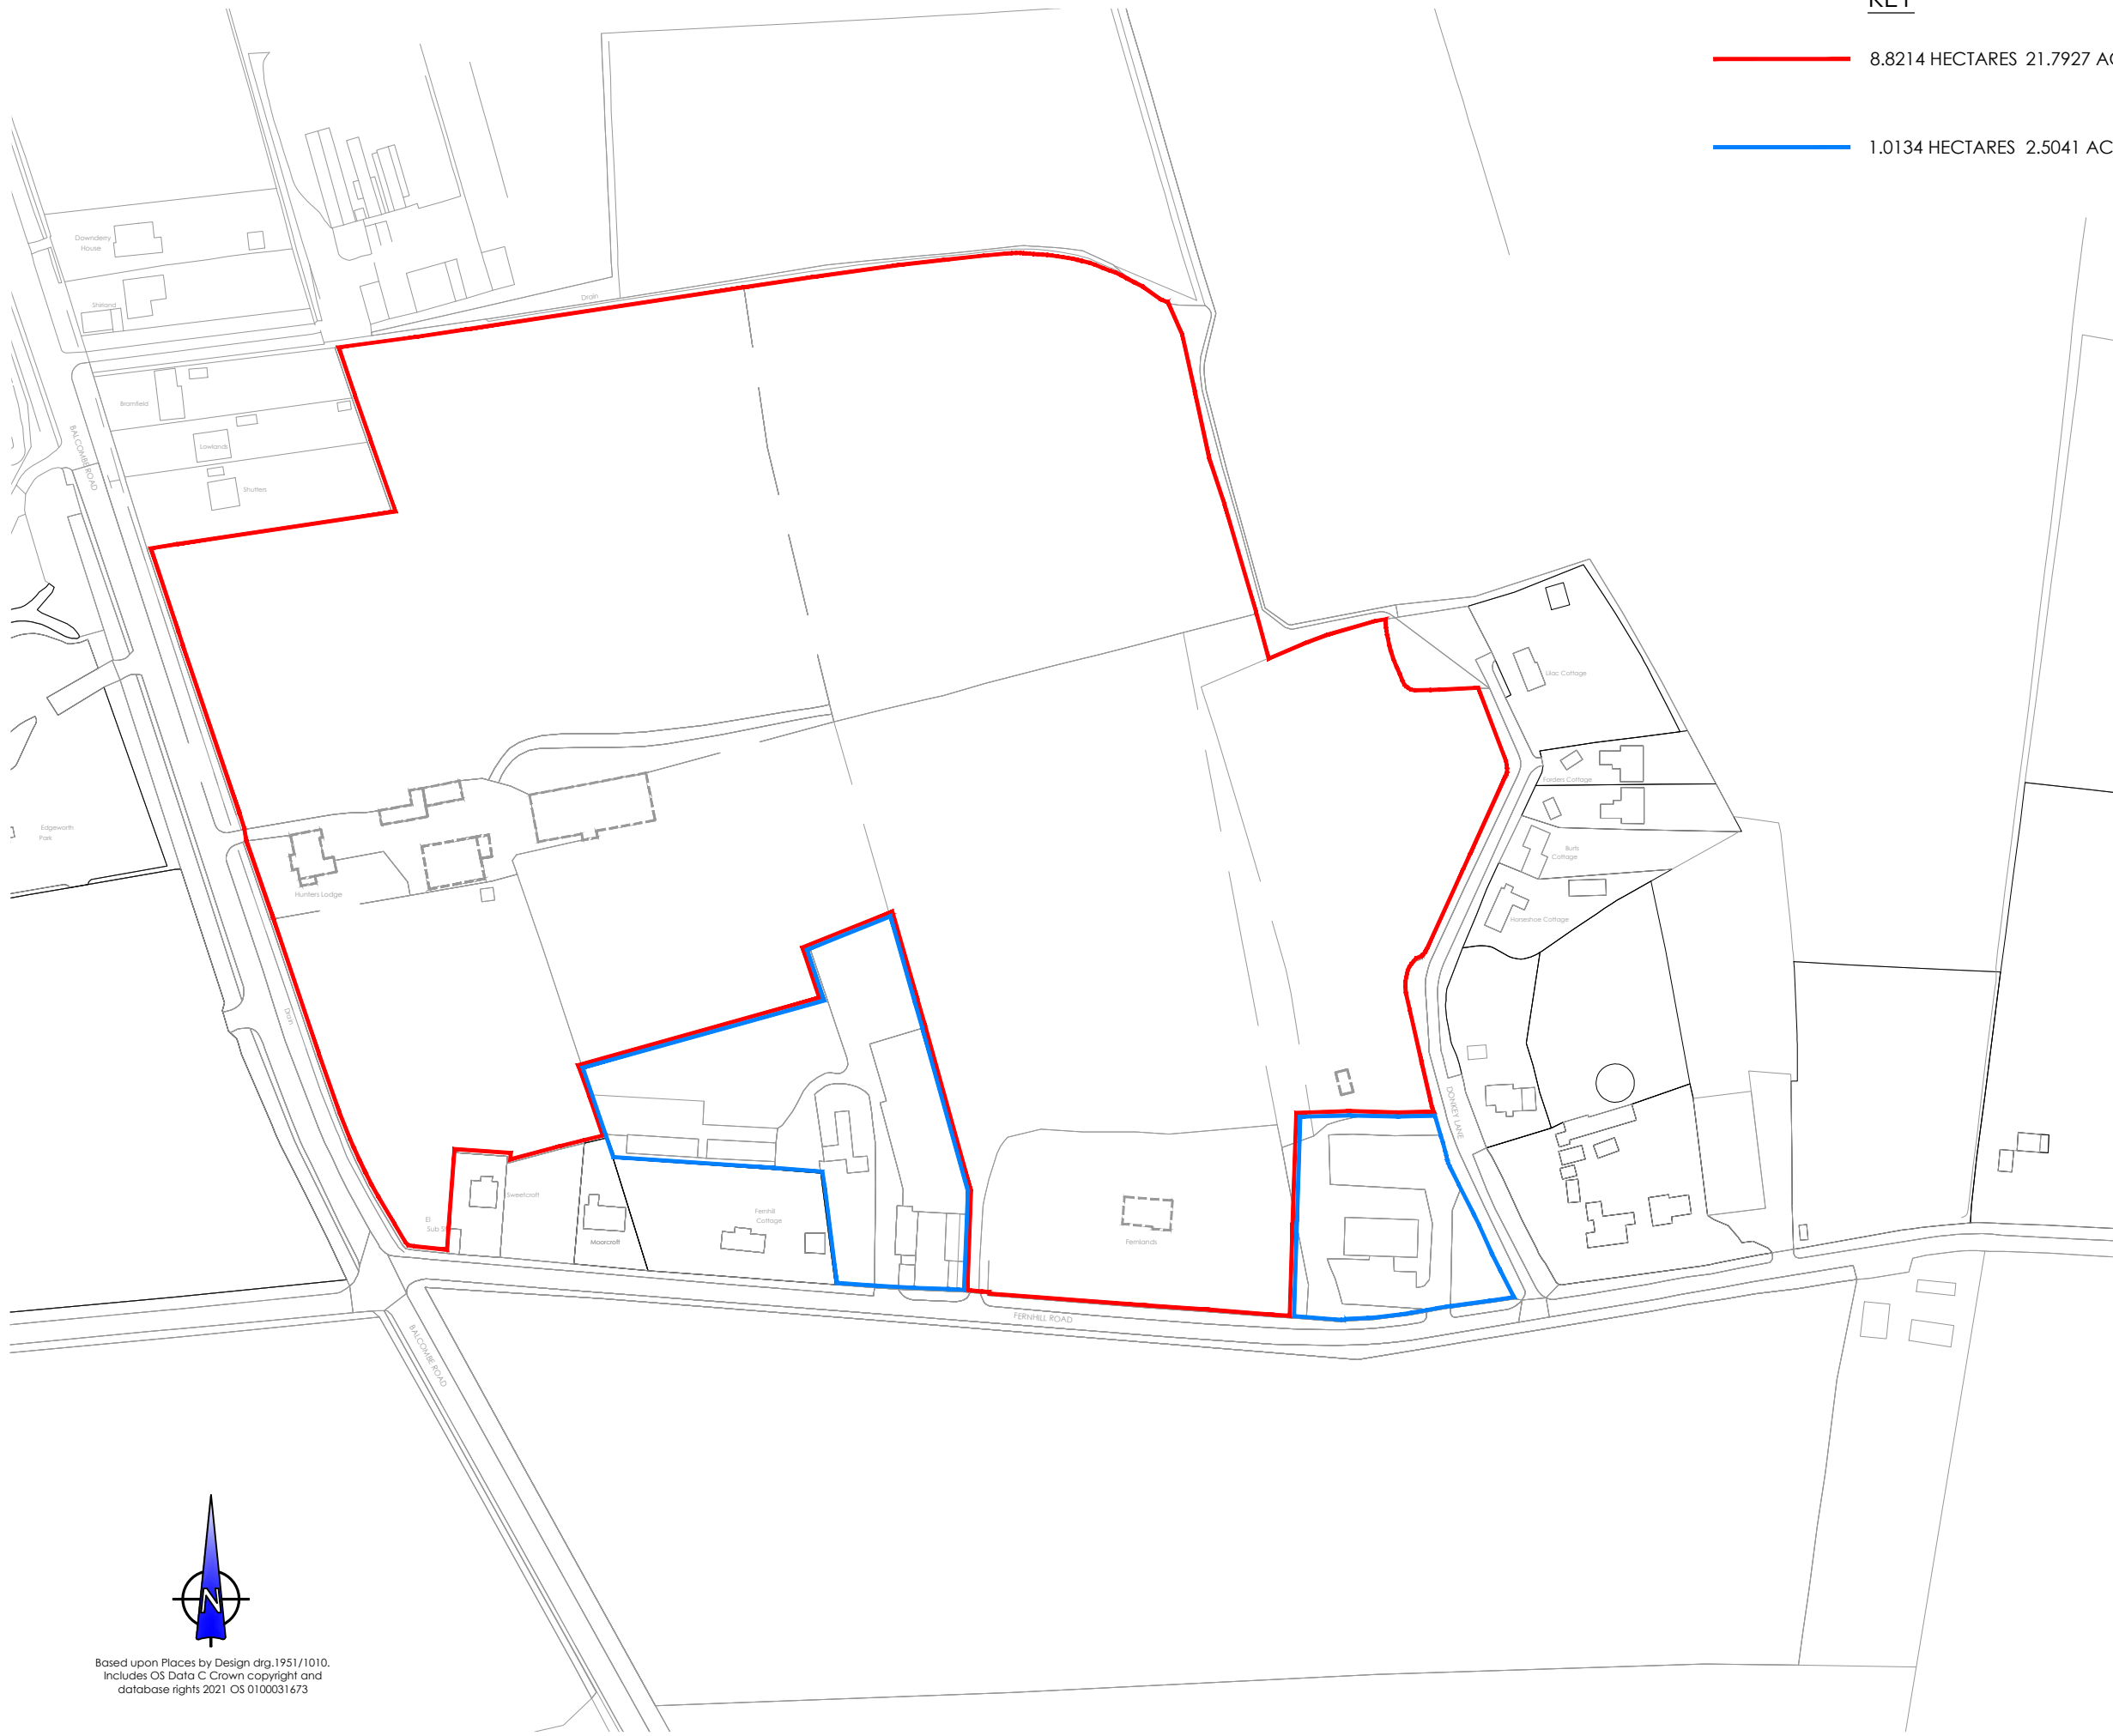 KEY
8.8214 HECTARES 21.7927
1.0134 HECTARES 2.5041 AC
Downderry
House
Shirland
Drain
Bramfield
Lowlands
Shutters
BALCOMBE ROAD
Lilac Cottage
Forders Cottage
Burts
Cottage
Horseshoe Cottage
Edgeworth
Park
Hunters Lodge
Drain
DONKEY LANE
El
Sub
Sweetcroft
Moorcroft
Fernhill
Cottage
Fernlands
FERNHILL ROAD
BALCOMBE ROAD
N
Based upon Places by Design drg.1951/1010.
Includes OS Data C Crown copyright and
database rights 2021 OS 0100031673